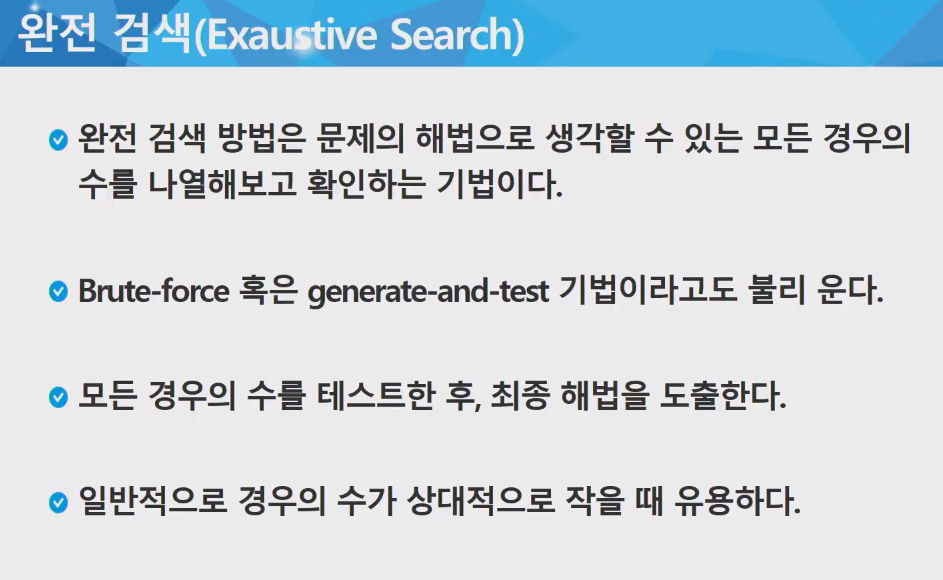 완전 검색(Exaustive Search)
완전 검색 방법은 문제의 해법으로 생각할 수 있는 모든 경우의
수를 나열해보고 확인하는 기법이다.
Brute-force 혹은 generate-and-test 기법이라고도 불리 운다.
모든 경우의 수를 테스트한 후, 최종 해법을 도출한다.
일반적으로 경우의 수가 상대적으로 작을 때 유용하다.